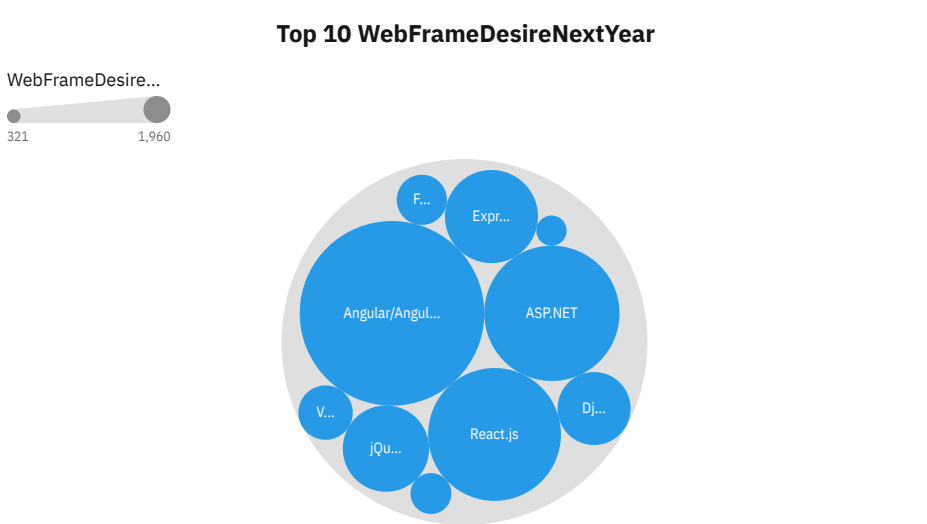 Top 10 WebFrameDesireNextYear
WebFrameDesire...
321 1,960
F...
Expr...
Angular/Angul...
ASP.NET
V...
Dj...
jQu...
React.js